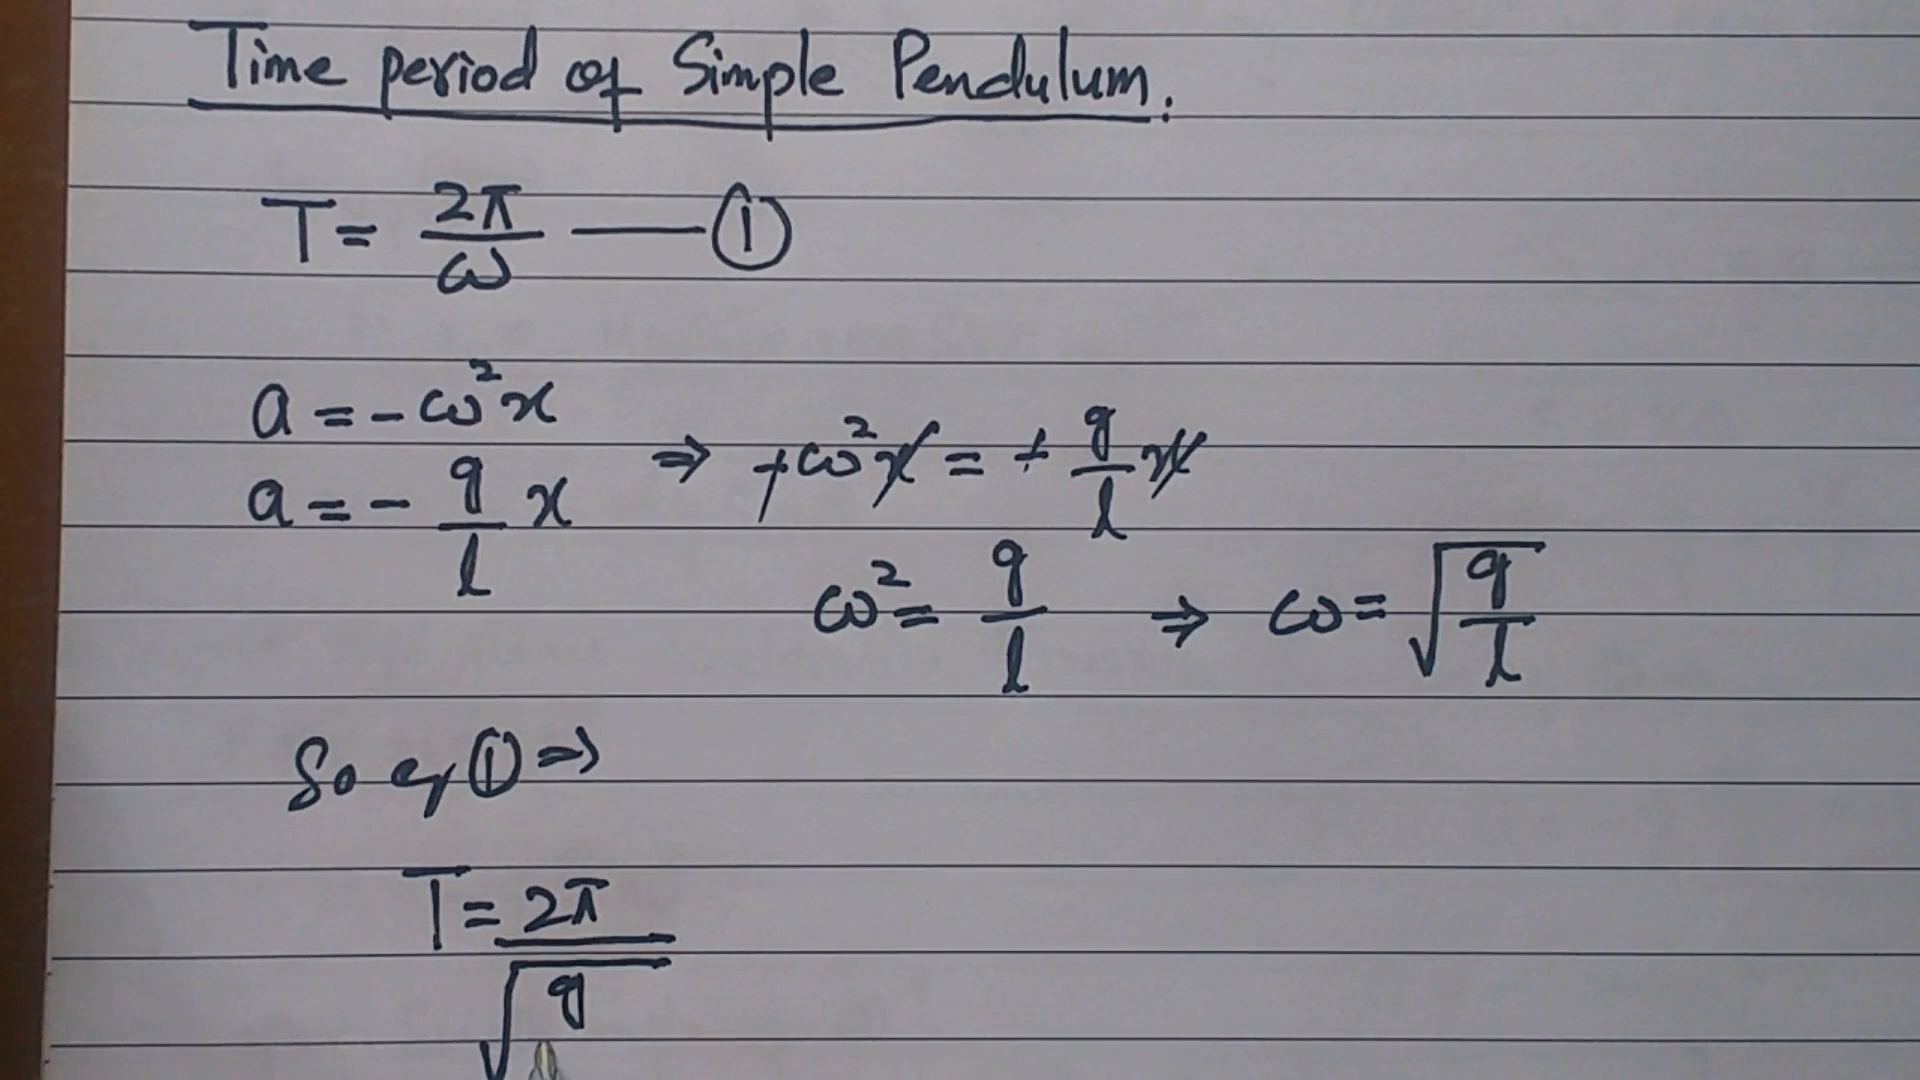 Time period of Simple Pendulum.
T = 2π/ω —— ①
a = -ω²x
a = - g/l x ⇒ +ω²x = + g/l x
ω² = g/l ⇒ ω = √(g/l)
So eq ① ⇒
T = 2π/√g